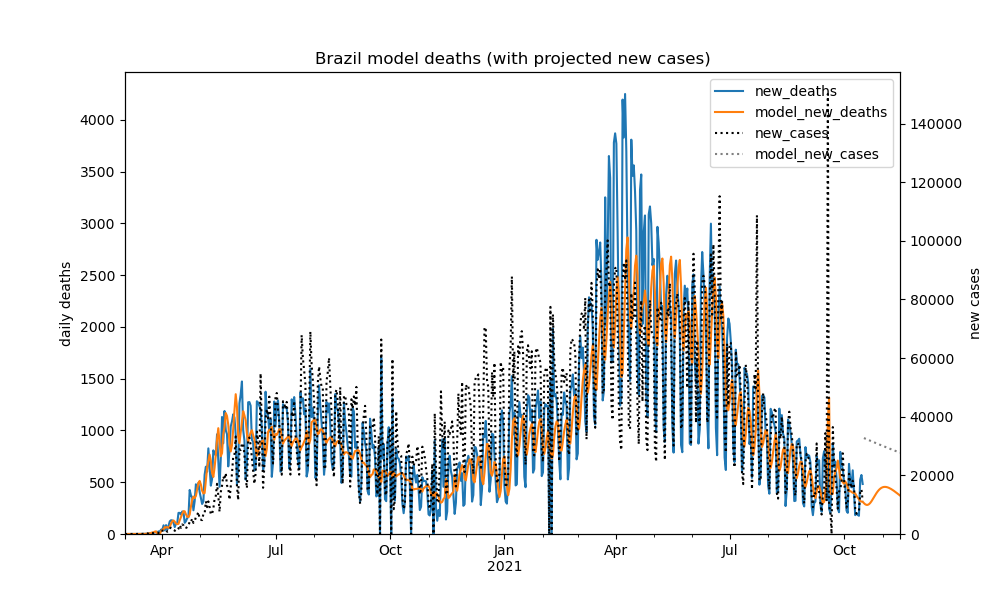 Brazil model deaths (with projected new cases)
new_deaths
model_new_deaths
new_cases
model_new_cases
daily deaths
4000
3500
3000
2500
2000
1500
1000
500
0
140000
120000
100000
80000
60000
40000
20000
0
new cases
Apr
Jul
Oct
Jan
2021
Apr
Jul
Oct